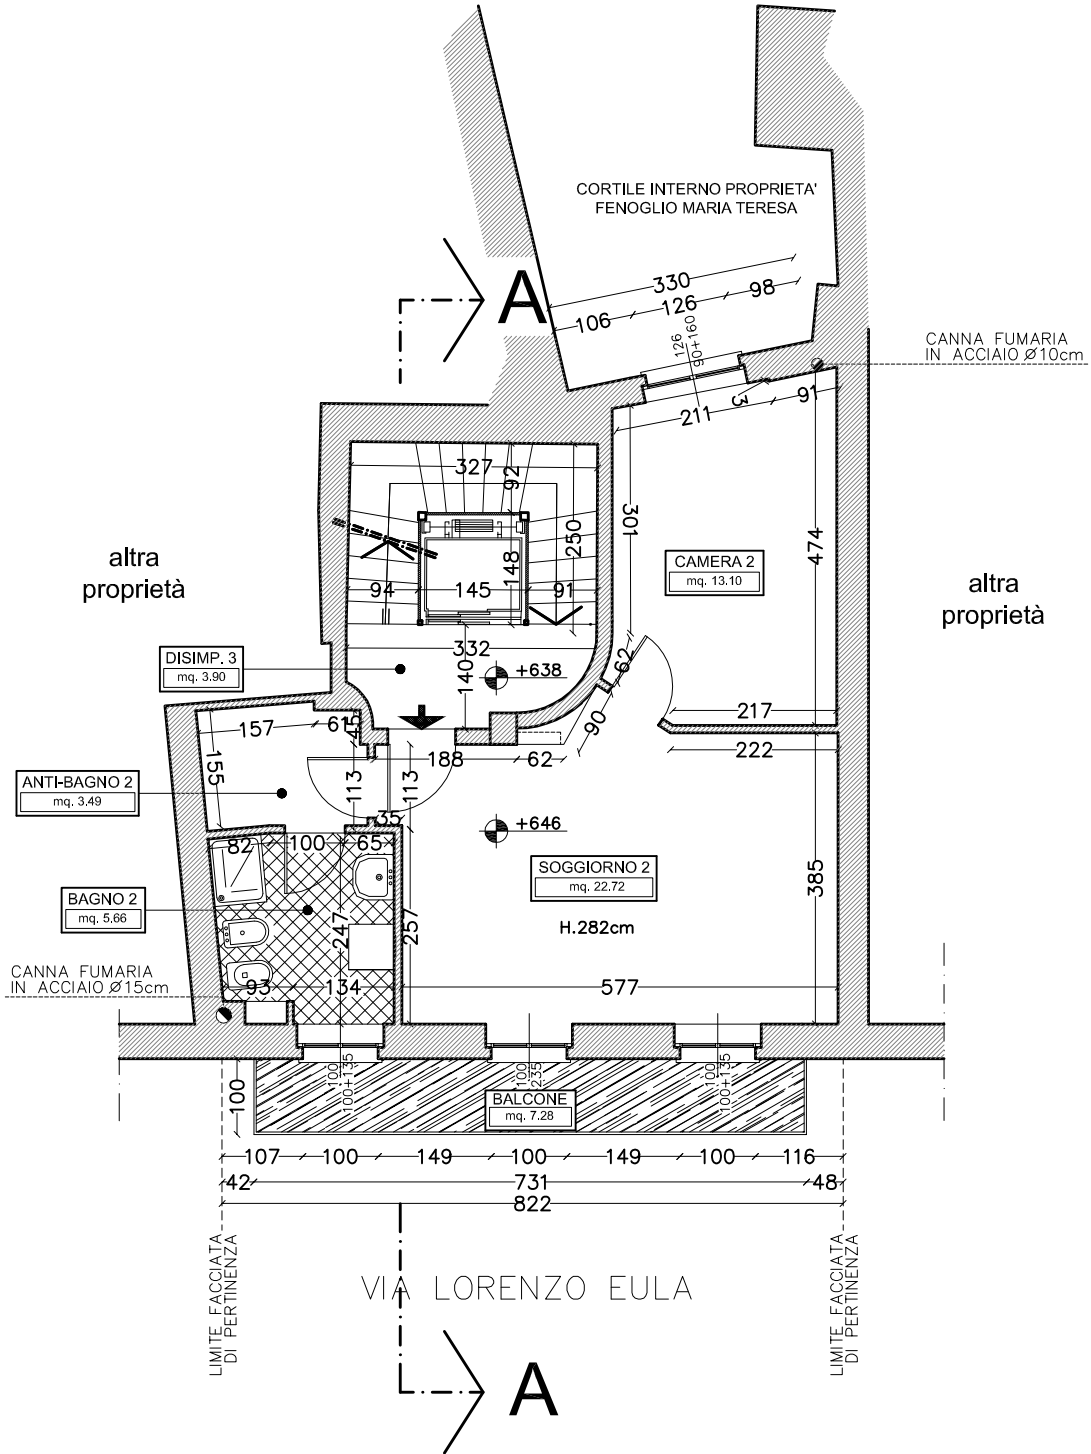 CORTILE INTERNO PROPRIETA'
FENOGLIO MARIA TERESA
330
106
126
98
A
126
90+160
CANNA FUMARIA
IN ACCIAIO Ø10cm
211
3
91
327
92
301
250
474
altra
proprietà
CAMERA 2
mq. 13.10
altra
proprietà
94
145
148
91
332
DISIMP. 3
mq. 3.90
140
+638
62
157
61
45
90
217
188
62
222
ANTI-BAGNO 2
mq. 3.49
155
113
113
35
+646
82
100
65
SOGGIORNO 2
mq. 22.72
385
BAGNO 2
mq. 5.66
247
257
H.282cm
CANNA FUMARIA
IN ACCIAIO Ø15cm
93
134
577
100
100+135
100
235
100
100+135
100
BALCONE
mq. 7.28
107
100
149
100
149
100
116
42
731
48
822
LIMITE FACCIATA
DI PERTINENZA
VIA LORENZO EULA
LIMITE FACCIATA
DI PERTINENZA
A